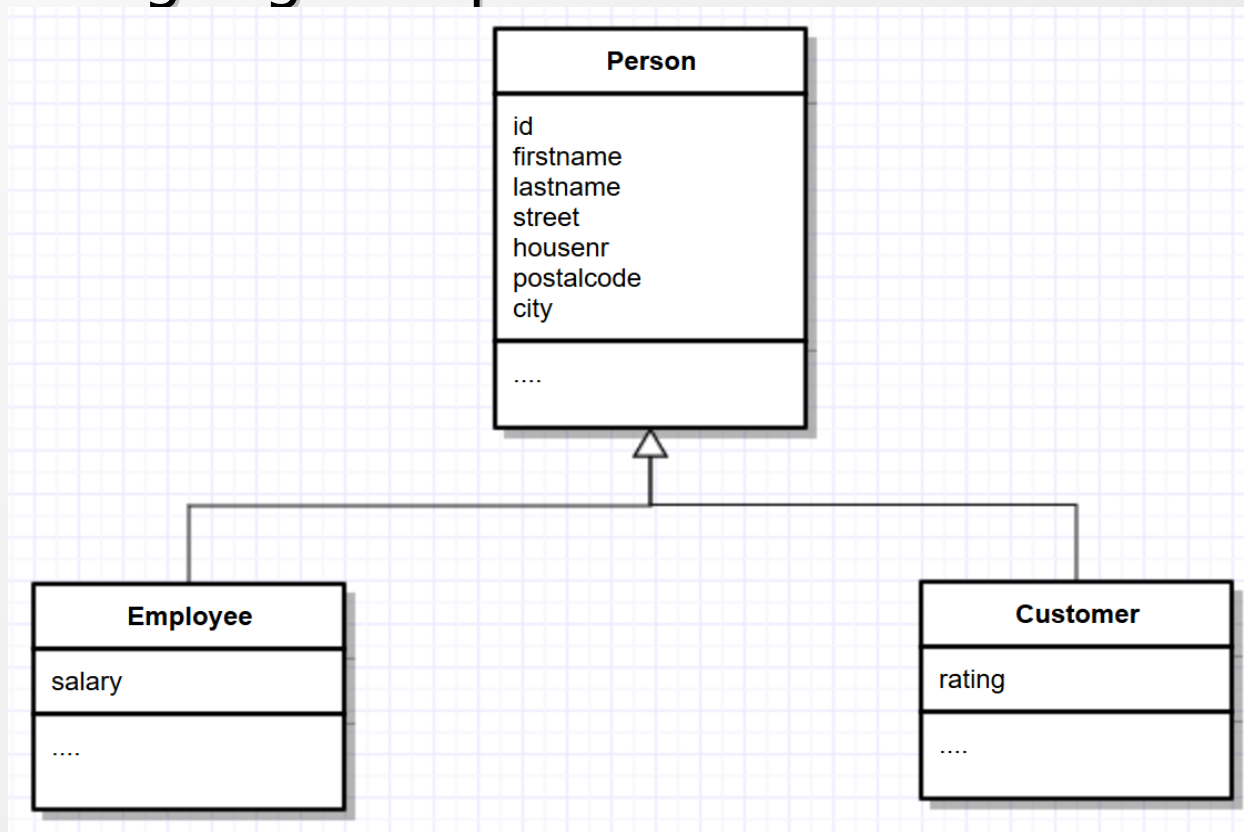 Person
id
firstname
lastname
street
housenr
postalcode
city
....
Employee
salary
....
Customer
rating
....